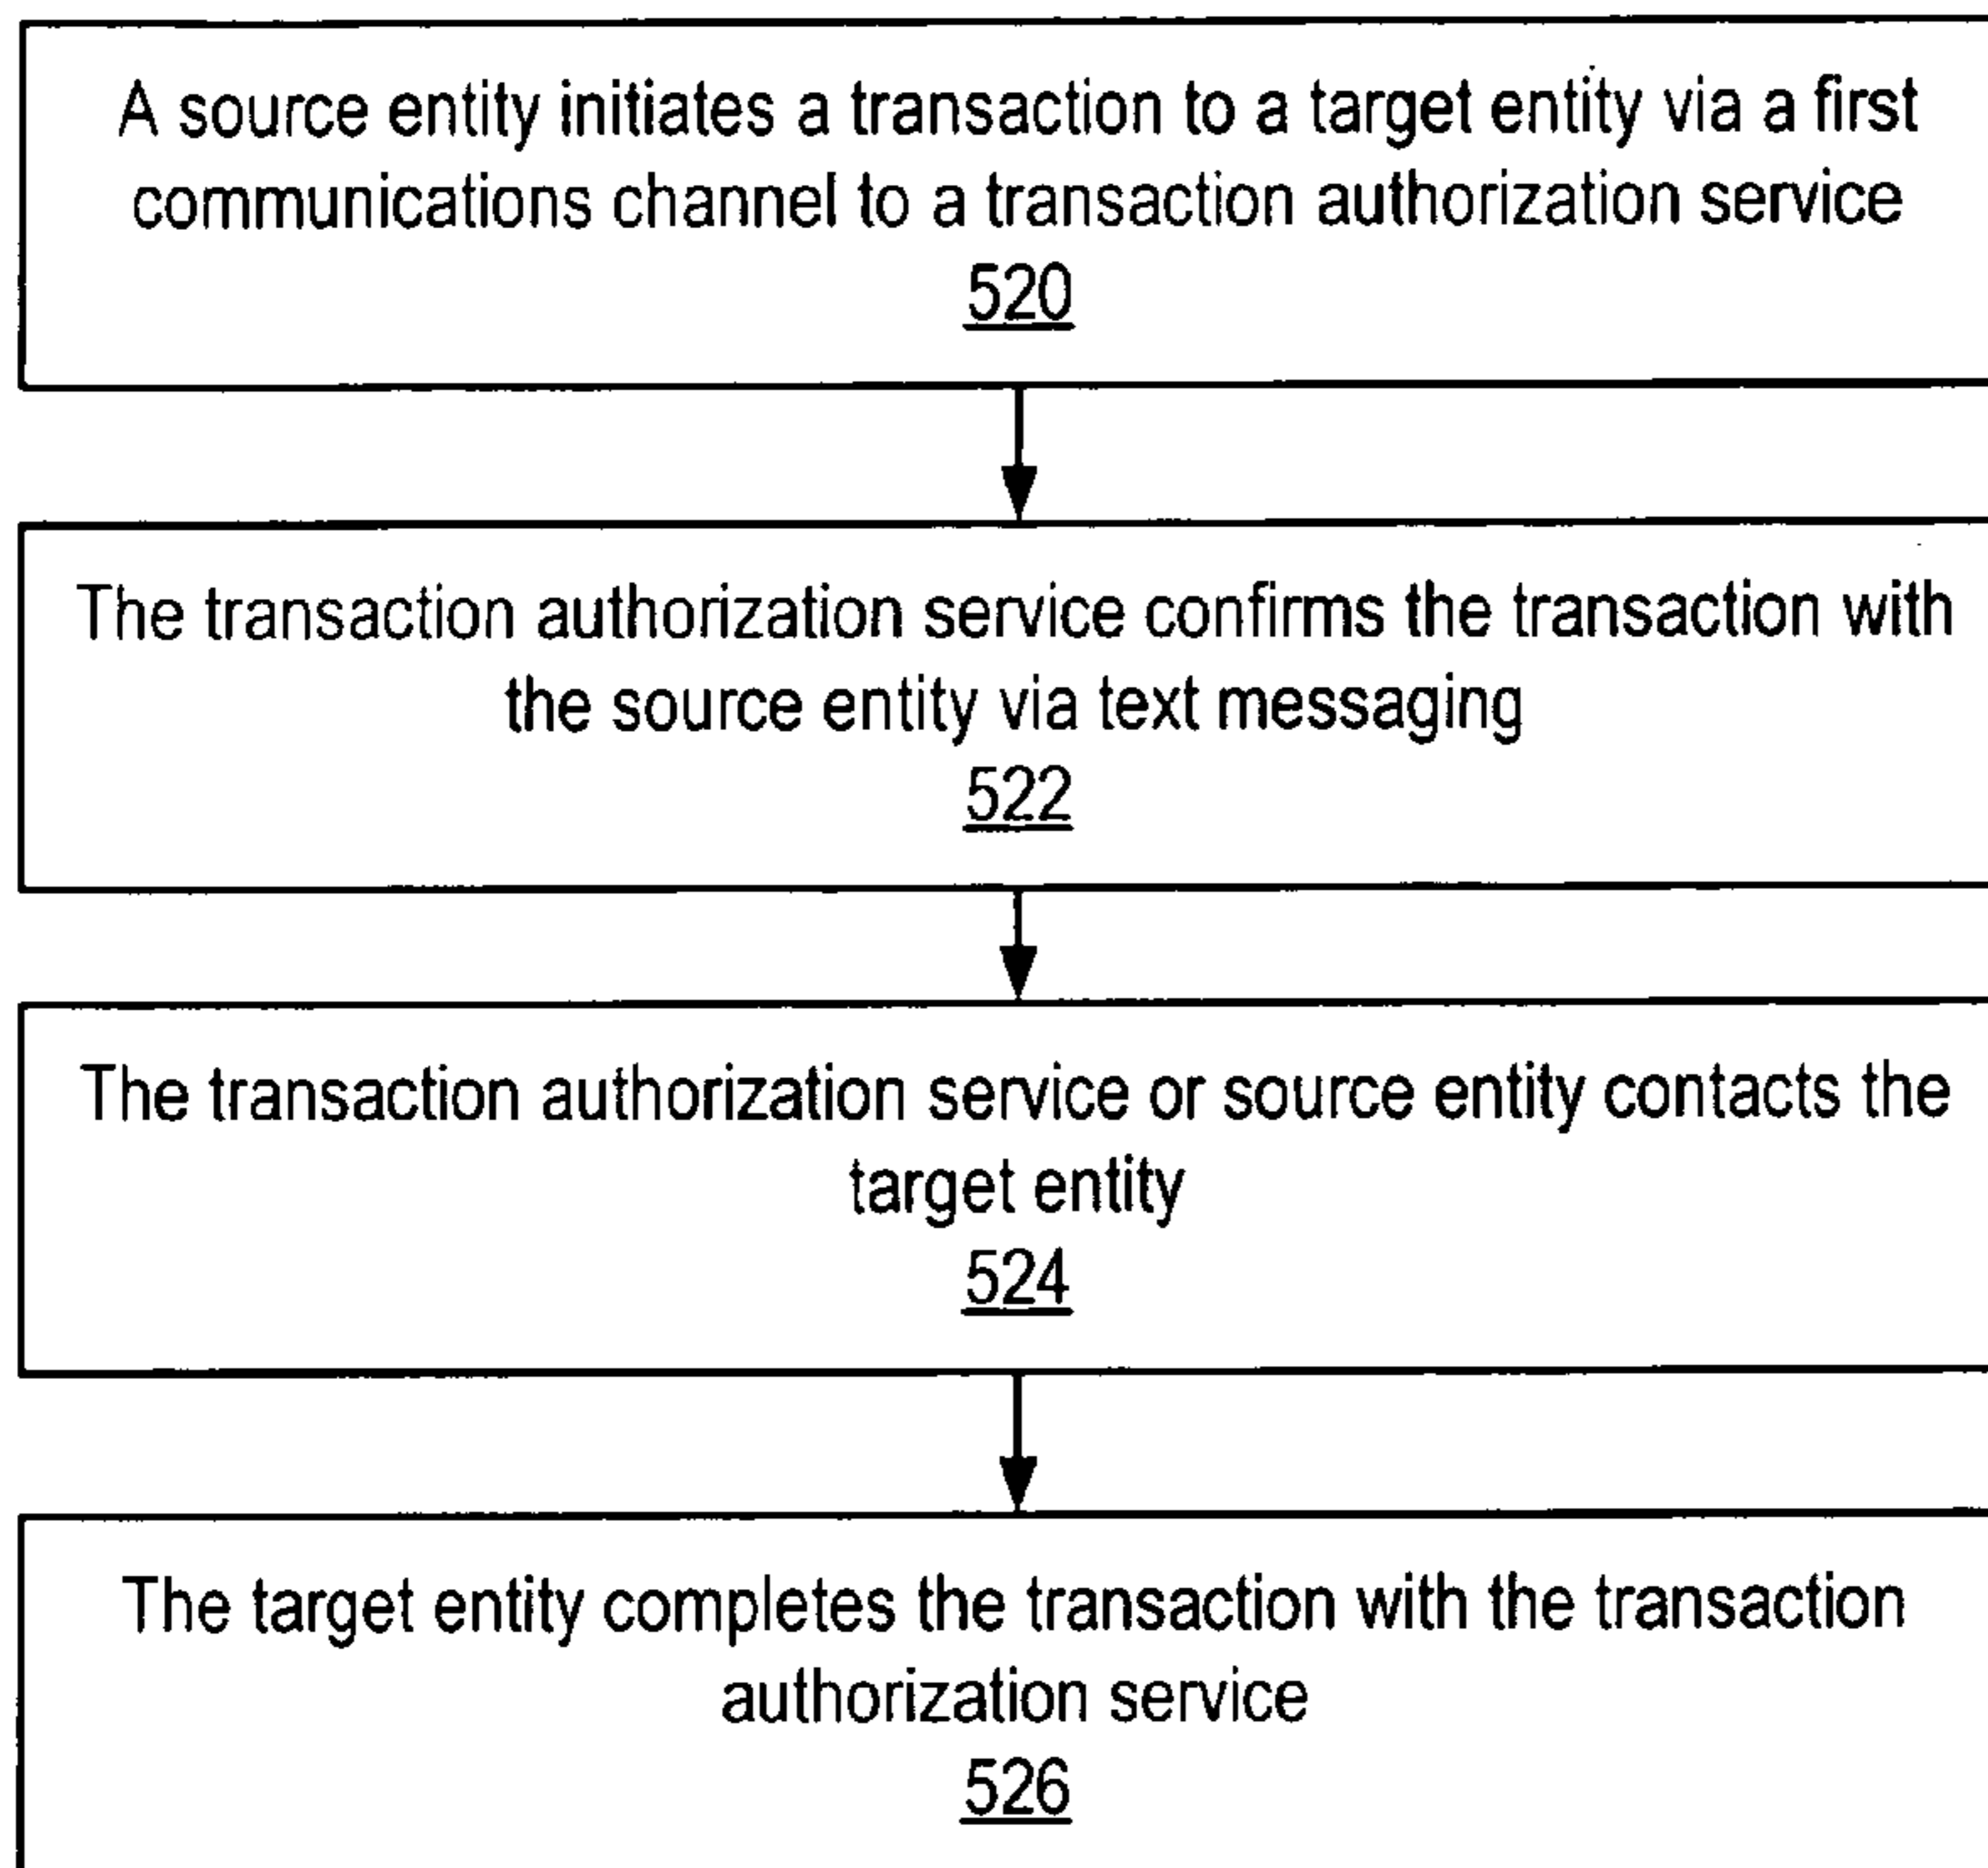 A source entity initiates a transaction to a target entity via a first
communications channel to a transaction authorization service
520
The transaction authorization service confirms the transaction with
the source entity via text messaging
522
The transaction authorization service or source entity contacts the
target entity
524
The target entity completes the transaction with the transaction
authorization service
526